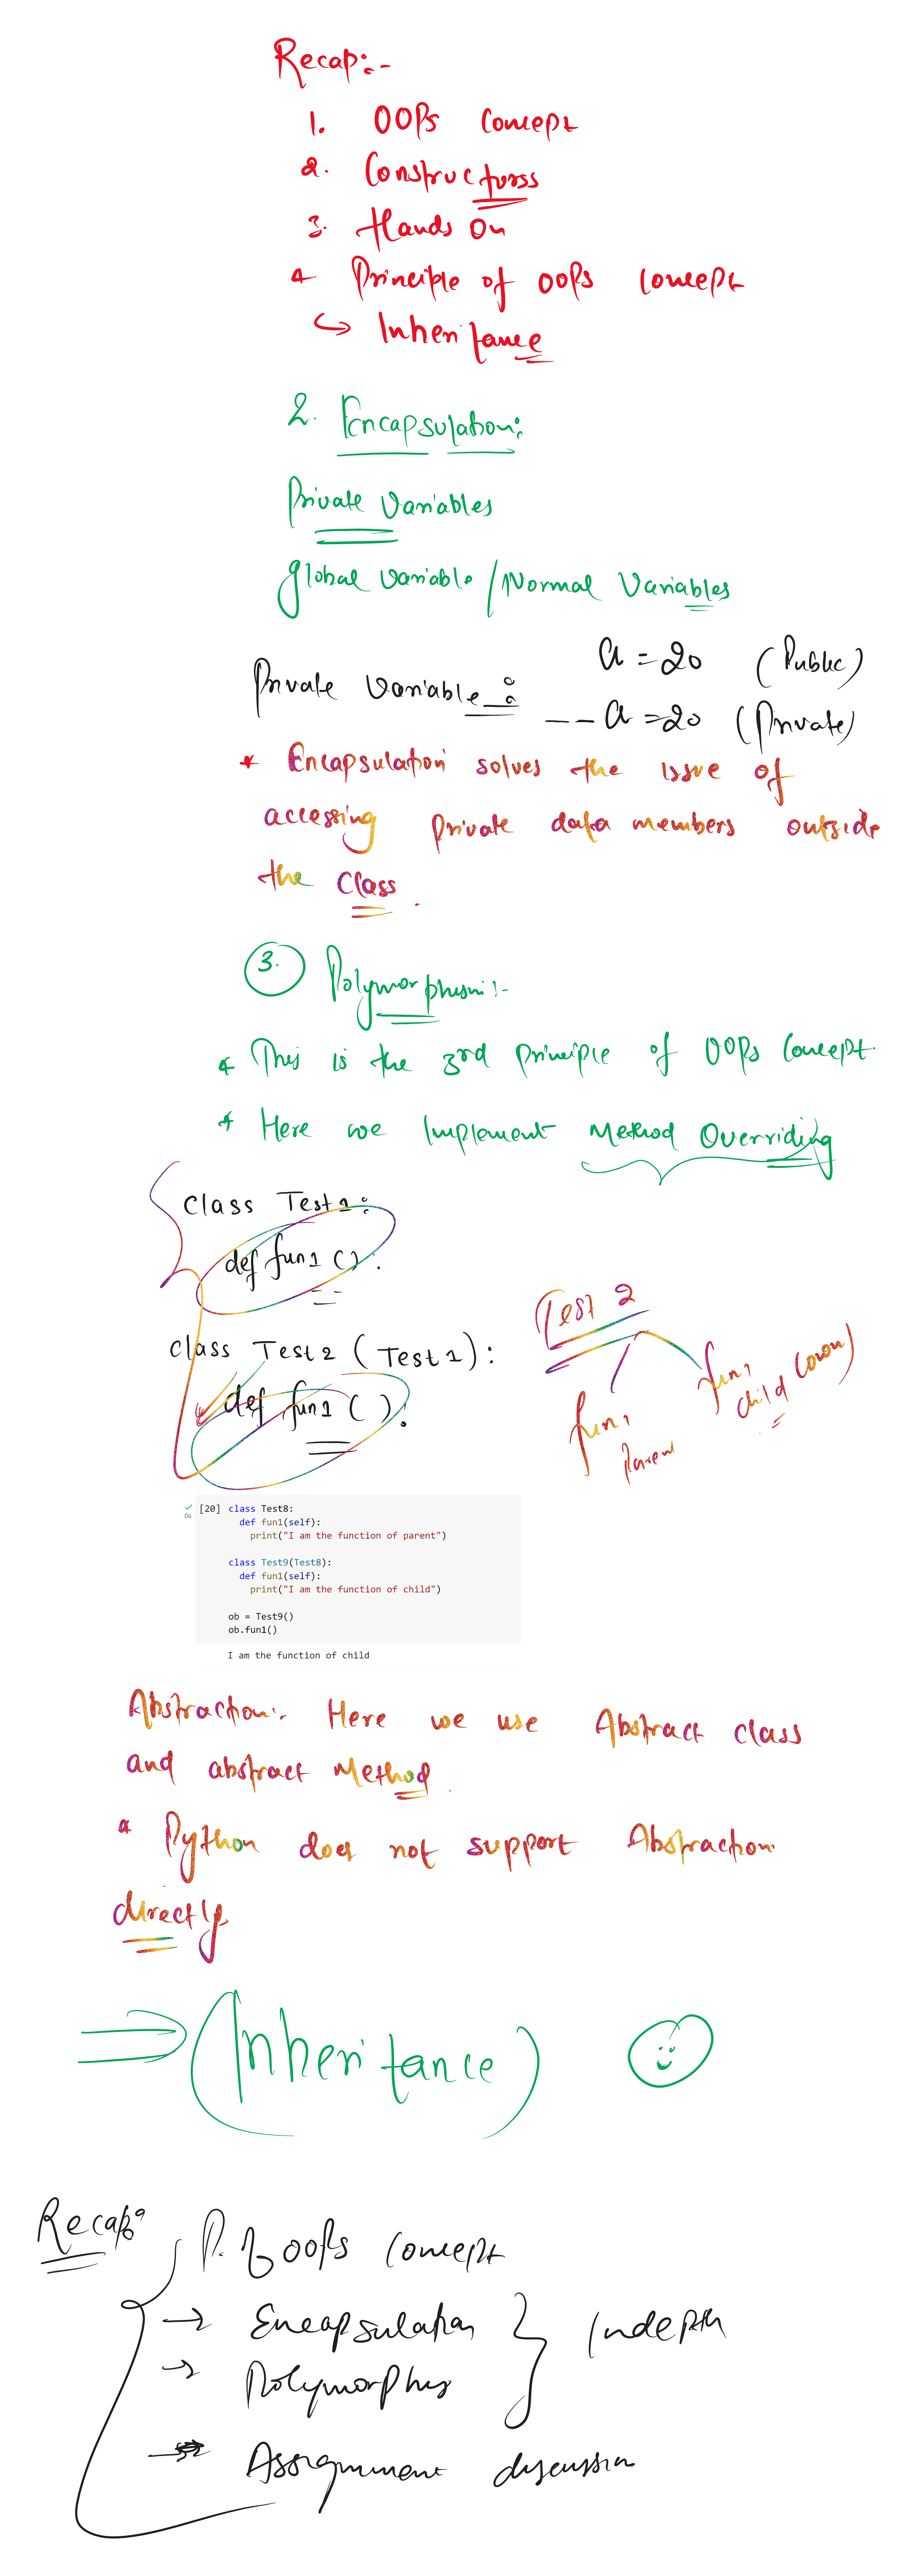 Recap:-
1. OOPs Concept
2. Constructorss
3. Hands On
4 Principle of OOPs Concept
↳ Inheritance
2. Encapsulation:
Private Variables
global Variable / Normal Variables
a = 20 (Public)
Private Variable :
__a = 20 (Private)
* Encapsulation solves the issue of
accessing private data members outside
the Class.
3. Polymorphism:-
* This is the 3rd principle of OOPs Concept.
* Here we Implement Method Overriding
Class Test1:
def fun1 ():
Class Test2 (Test1):
def fun1 ():
Test 2
fun1 Parent
fun1 child (own)
[20] class Test8:
0s
def fun1(self):
print("I am the function of parent")
class Test9(Test8):
def fun1(self):
print("I am the function of child")
ob = Test9()
ob.fun1()
I am the function of child
Abstraction:- Here we use Abstract class
and abstract Method.
* Python does not support Abstraction
directly
⇒ (Inheritance)
Recap:
P. of OOPs Concept
→ Encapsulation } Indepth
→ Polymorphism
→ Assignment discussion